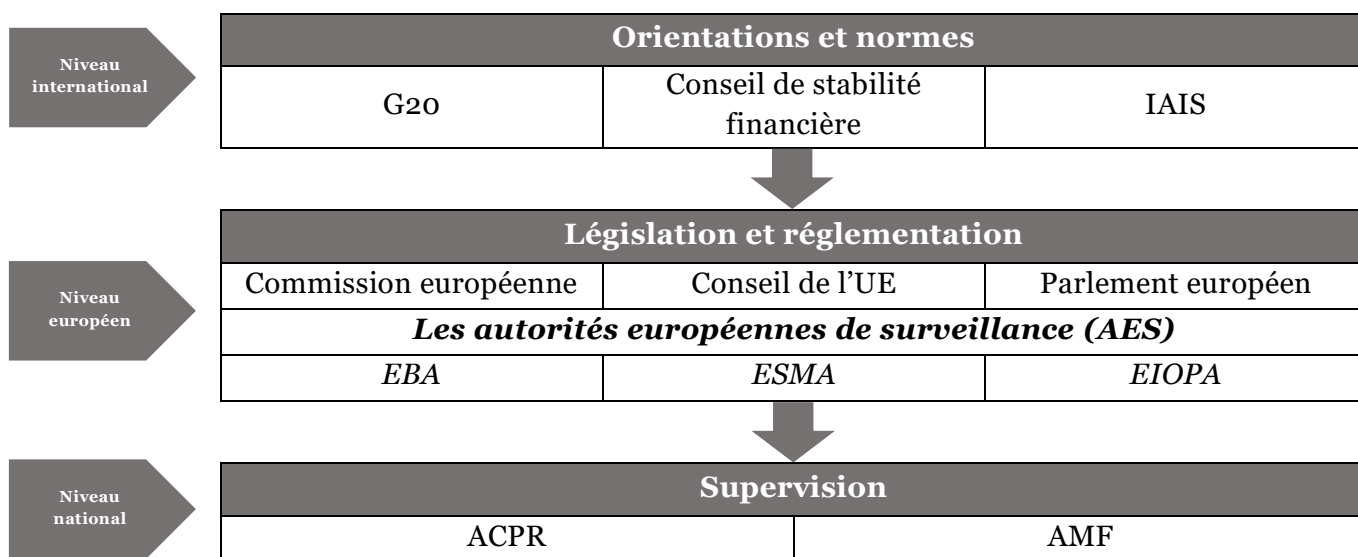 Niveau
international
Orientations et normes
G20
Conseil de stabilité
financière
IAIS
Niveau
européen
Législation et réglementation
Commission européenne
Conseil de l’UE
Parlement européen
Les autorités européennes de surveillance (AES)
EBA
ESMA
EIOPA
Niveau
national
Supervision
ACPR
AMF